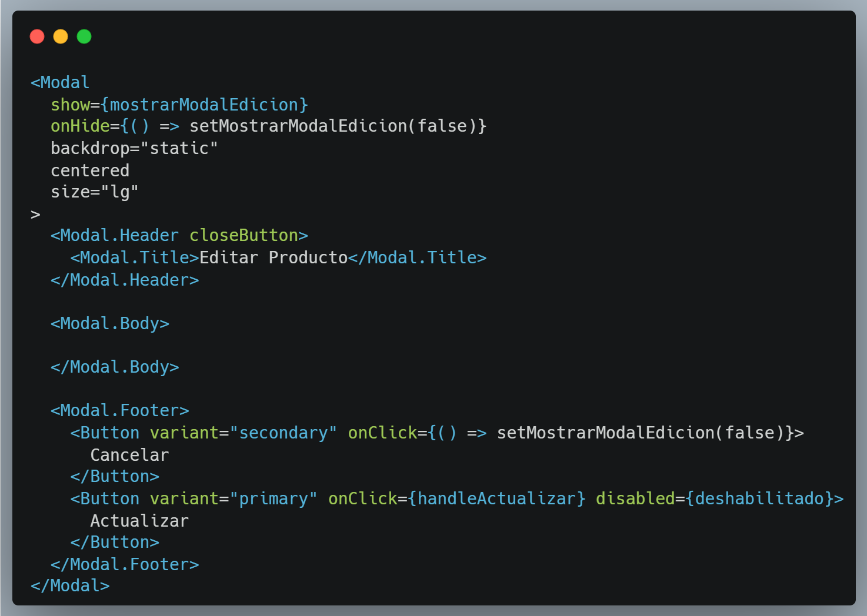 <Modal
  show={mostrarModalEdicion}
  onHide={() => setMostrarModalEdicion(false)}
  backdrop="static"
  centered
  size="lg"
>
  <Modal.Header closeButton>
    <Modal.Title>Editar Producto</Modal.Title>
  </Modal.Header>

  <Modal.Body>

  </Modal.Body>

  <Modal.Footer>
    <Button variant="secondary" onClick={() => setMostrarModalEdicion(false)}>
      Cancelar
    </Button>
    <Button variant="primary" onClick={handleActualizar} disabled={deshabilitado}>
      Actualizar
    </Button>
  </Modal.Footer>
</Modal>